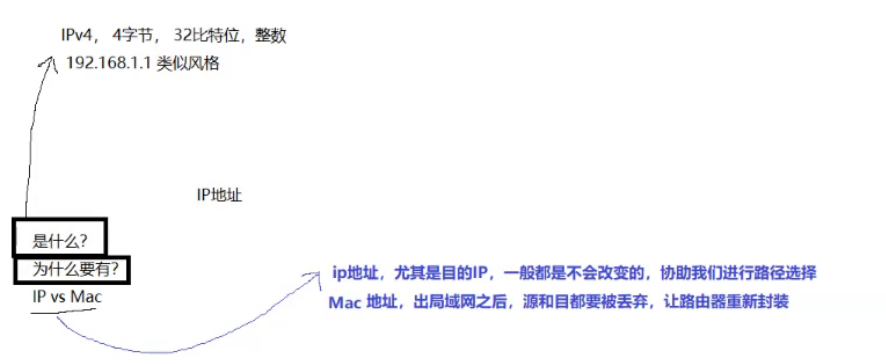 IPv4， 4字节， 32比特位，整数
192.168.1.1 类似风格
IP地址
是什么？
为什么要有？
IP vs Mac
ip地址，尤其是目的IP，一般都是不会改变的，协助我们进行路径选择
Mac 地址，出局域网之后，源和目都要被丢弃，让路由器重新封装